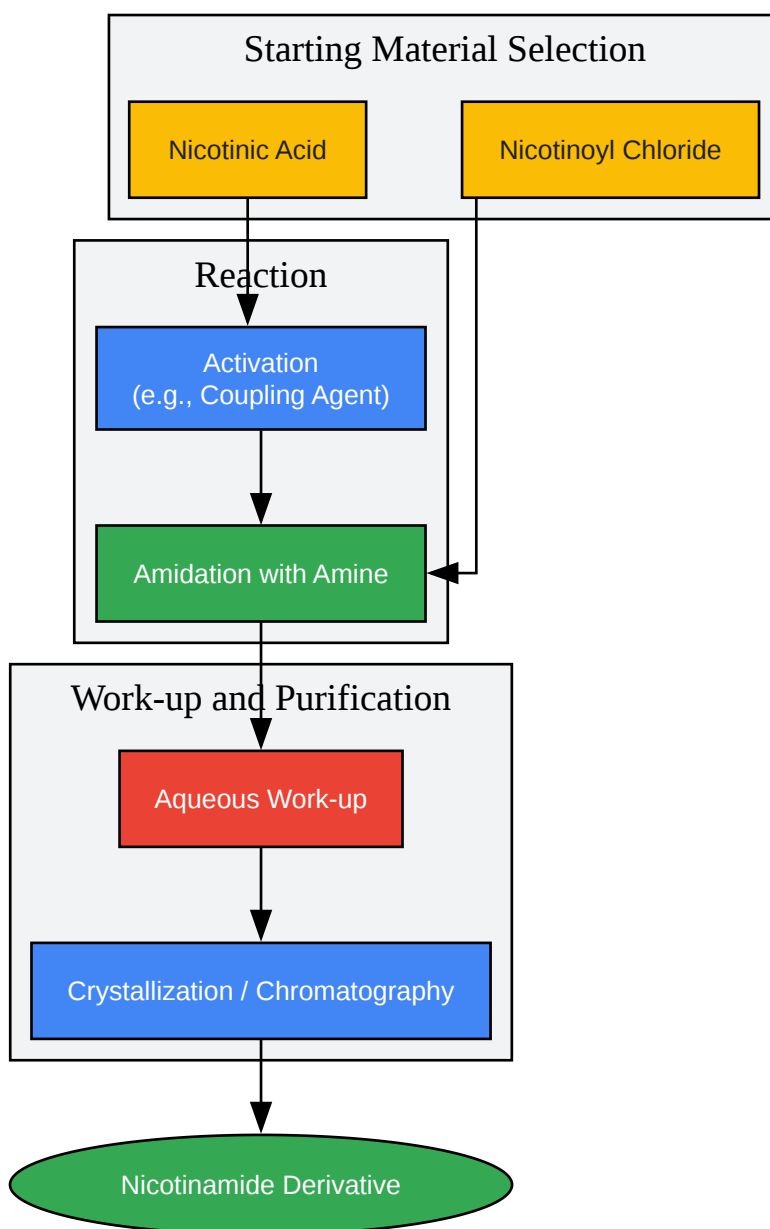 Starting Material Selection
Nicotinic Acid
Nicotinoyl Chloride
Reaction
Activation
(e.g., Coupling Agent)
Amidation with Amine
Work-up and Purification
Aqueous Work-up
Crystallization / Chromatography
Nicotinamide Derivative